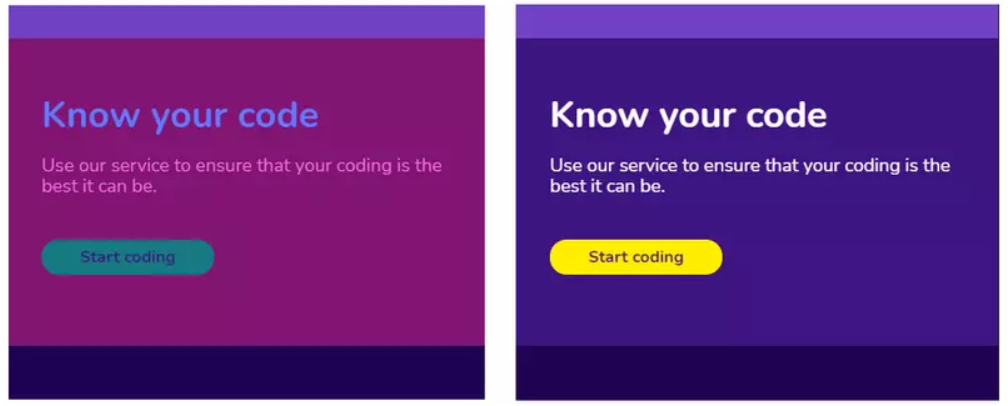 Know your code
Use our service to ensure that your coding is the
best it can be.
Start coding
Know your code
Use our service to ensure that your coding is the
best it can be.
Start coding